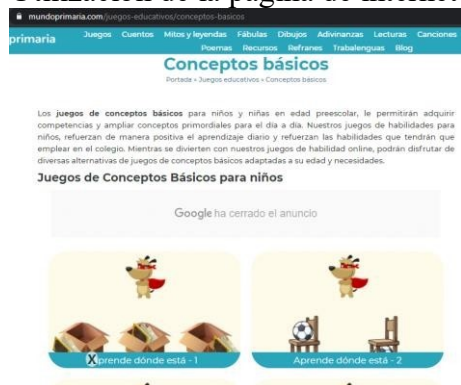 Utilización de la página de internet
mundoprimaria.com/juegos-educativos/conceptos-basicos
primaria
Juegos Cuentos Mitos y leyendas Fábulas Dibujos Adivinanzas Lecturas Canciones
Poemas Recursos Refranes Trabalenguas Blog
Conceptos básicos
Portada » Juegos educativos » Conceptos básicos
Los juegos de conceptos básicos para niños y niñas en edad preescolar, le permitirán adquirir
competencias y ampliar conceptos primordiales para el día a día. Nuestros juegos de habilidades para
niños, refuerzan de manera positiva el aprendizaje diario y refuerzan las habilidades que tendrán que
emplear en el colegio. Mientras se divierten con nuestros juegos de habilidad online, podrán disfrutar de
diversas alternativas de juegos de conceptos básicos adaptadas a su edad y necesidades.
Juegos de Conceptos Básicos para niños
Google ha cerrado el anuncio
X
Aprende dónde está - 1
Aprende dónde está - 2